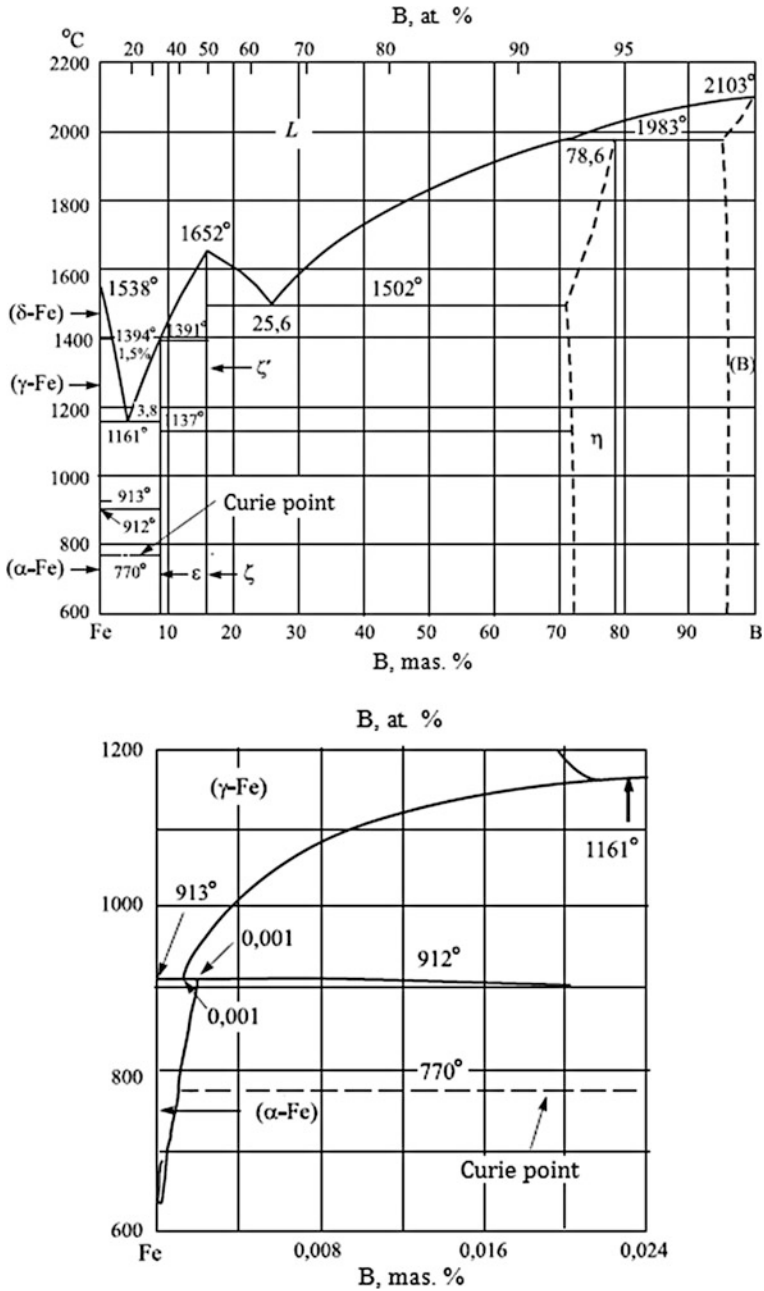 B, at. %
°C
20 30 40 50 60 70 80 90 95
2200
2103°
2000
L
1983°
78,6
1800
1652°
1600
1538°
1502°
(δ-Fe)
1394°
1391°
25,6
1400
1,5%
ζ′
(B)
(γ-Fe)
1200
3,8
1137°
1161°
η
1000
913°
Curie point
912°
800
(α-Fe)
770°
ε
ζ
600
Fe 10 20 30 40 50 60 70 80 90 B
B, mas. %
B, at. %
1200
(γ-Fe)
1161°
913°
1000
0,001
912°
0,001
800
770°
(α-Fe)
Curie point
600
Fe 0,008 0,016 0,024
B, mas. %